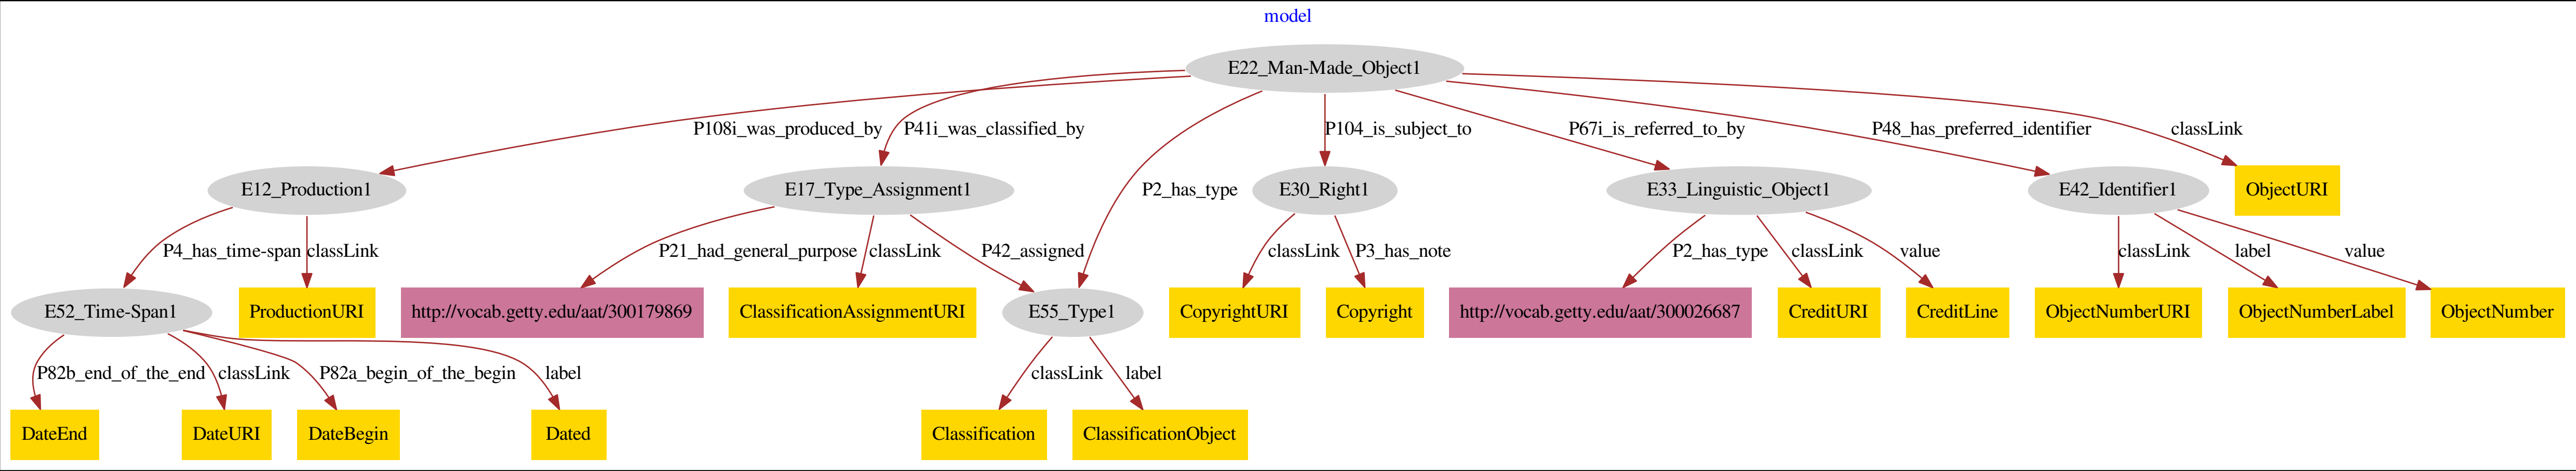 model
E22_Man-Made_Object1
P108i_was_produced_by P41i_was_classified_by P104_is_subject_to P67i_is_referred_to_by P48_has_preferred_identifier classLink
E12_Production1 E17_Type_Assignment1 P2_has_type E30_Right1 E33_Linguistic_Object1 E42_Identifier1 ObjectURI
P4_has_time-span classLink P21_had_general_purpose classLink P42_assigned classLink P3_has_note P2_has_type classLink value classLink label value
E52_Time-Span1 ProductionURI http://vocab.getty.edu/aat/300179869 ClassificationAssignmentURI E55_Type1 CopyrightURI Copyright http://vocab.getty.edu/aat/300026687 CreditURI CreditLine ObjectNumberURI ObjectNumberLabel ObjectNumber
P82b_end_of_the_end classLink P82a_begin_of_the_begin label classLink label
DateEnd DateURI DateBegin Dated Classification ClassificationObject